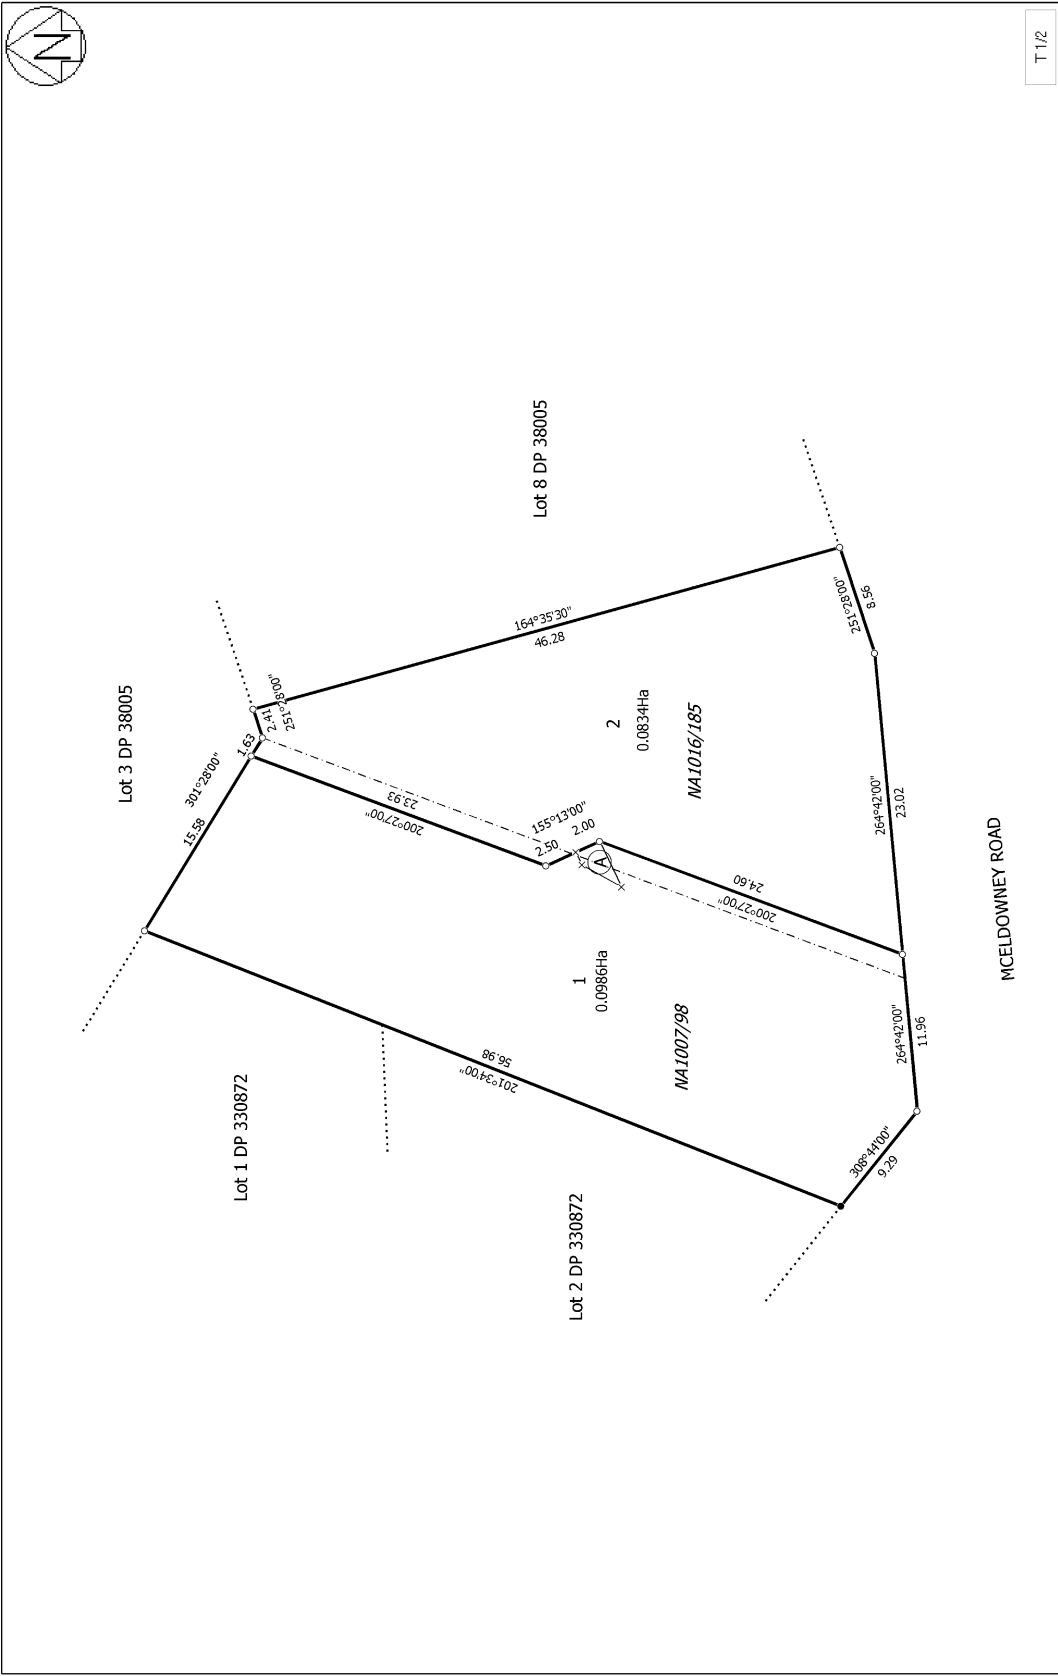 N
T 1/2
Lot 3 DP 38005
Lot 8 DP 38005
Lot 1 DP 330872
Lot 2 DP 330872
15.58
301°28'00"
1.63
2.41
251°28'00"
164°35'30"
46.28
23.93
200°27'00"
2.50
155°13'00"
2.00
A
2
0.0834Ha
NA1016/185
1
0.0986Ha
NA1007/98
56.98
201°34'00"
24.60
200°27'00"
251°28'00"
8.56
264°42'00"
23.02
264°42'00"
11.96
308°44'00"
9.29
MCELDOWNEY ROAD